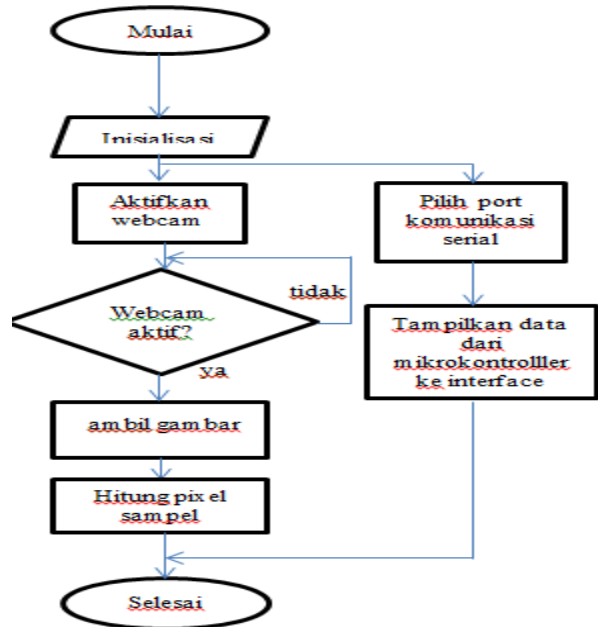 Mulai
Inisialisasi
Aktifkan
webcam
Pilih port
komunikasi
serial
tidak
Webcam
aktif?
ya
Tampilkan data
dari
mikrokontrolller
ke interface
ambil gambar
Hitung pixel
sampel
Selesai